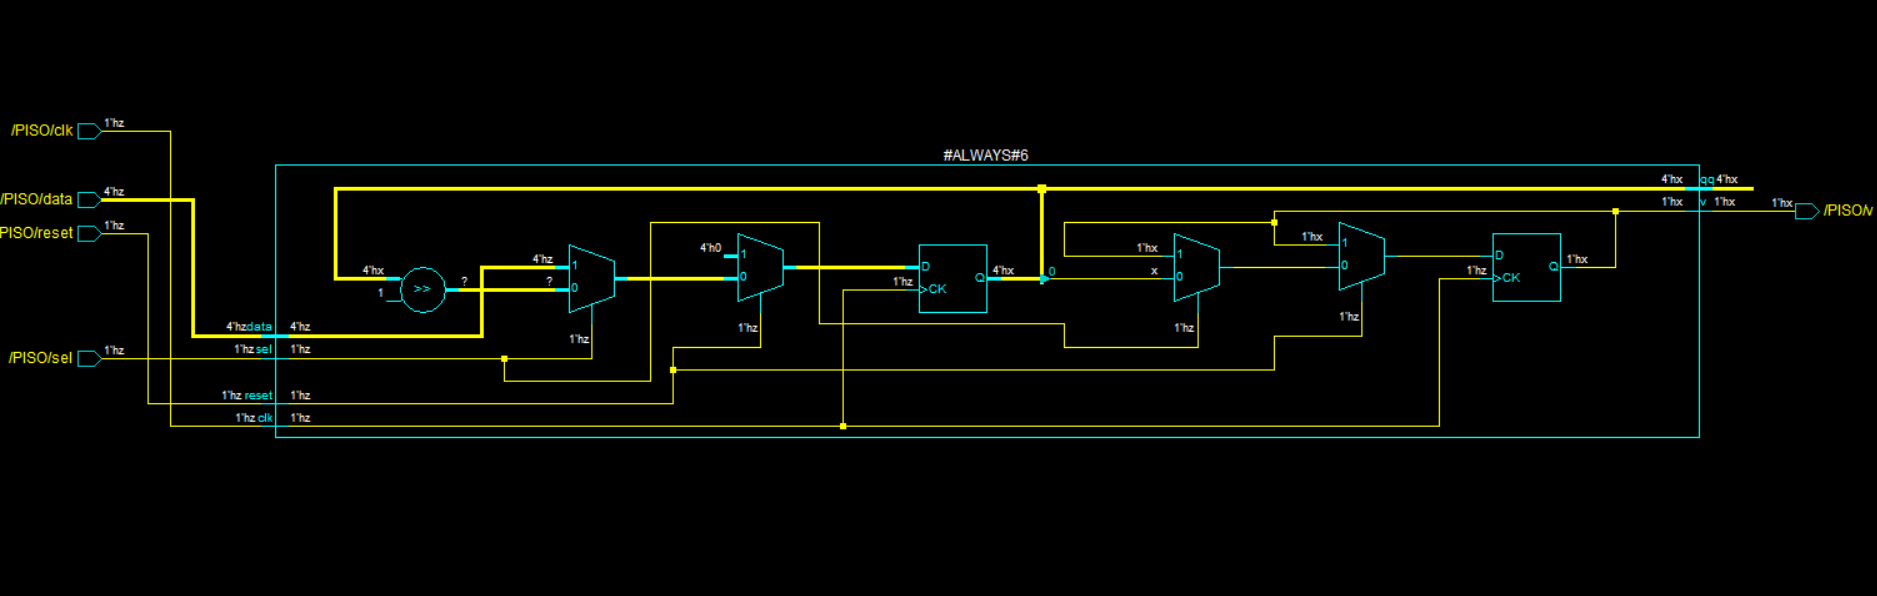 #ALWAYS#6
/PISO/clk 1'hz
/PISO/data 4'hz
PISO/reset 1'hz
/PISO/sel 1'hz
4'hx qq 4'hx
1'hx v 1'hx 1'hx /PISO/v
4'hx
1
>>
?
4'hz 1
? 0
1'hz
4'h0 1
0
1'hz
D
Q 4'hx
1'hz CK
0
1'hx 1
x 0
1'hz
1'hx 1
0
1'hz
D
Q 1'hx
1'hz CK
4'hz data 4'hz
1'hz sel 1'hz
1'hz reset 1'hz
1'hz clk 1'hz